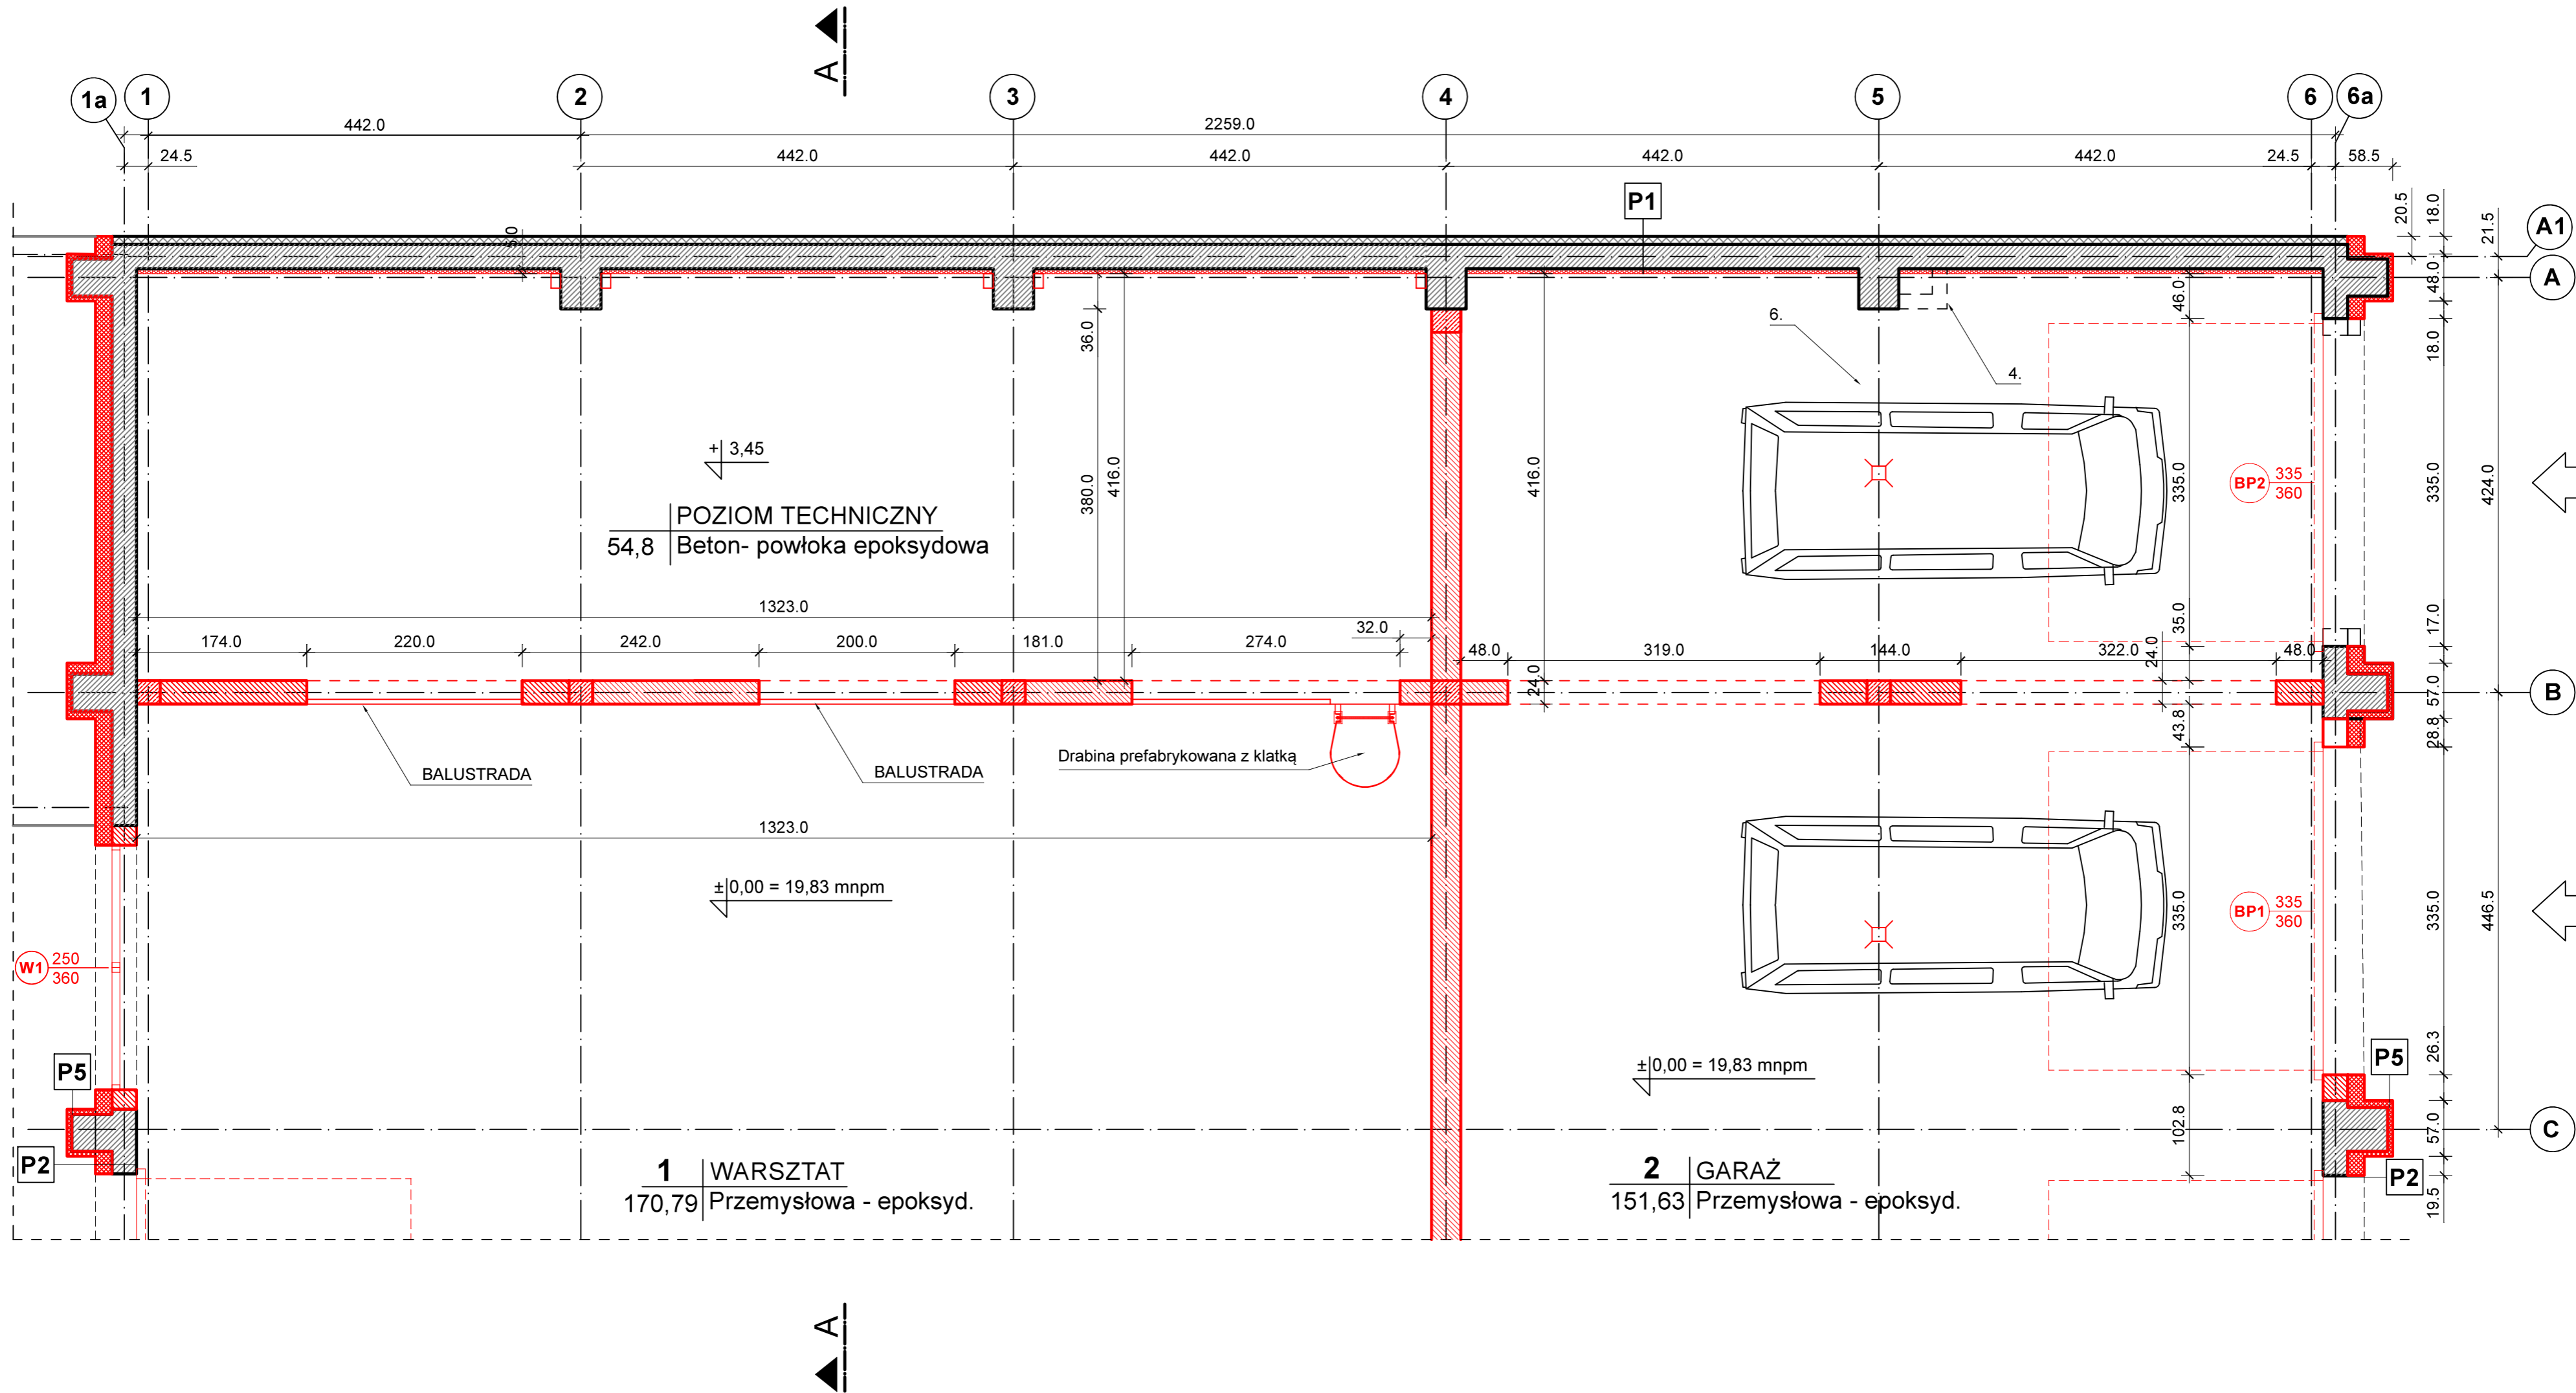 A
1a
1
2
3
4
5
6
6a
442.0
2259.0
24.5
442.0
442.0
442.0
442.0
24.5
58.5
P1
20.5
18.0
21.5
A1
A
48.0
46.0
36.0
18.0
6.
4.
+ 3,45
POZIOM TECHNICZNY
54,8 Beton- powłoka epoksydowa
380.0
416.0
416.0
335.0
BP2 335
360
335.0
424.0
1323.0
174.0
220.0
242.0
200.0
181.0
274.0
32.0
48.0
319.0
144.0
322.0
24.0
48.0
35.0
17.0
24.0
57.0
B
43.8
28.8
BALUSTRADA
BALUSTRADA
Drabina prefabrykowana z klatką
1323.0
± 0,00 = 19,83 mnpm
335.0
BP1 335
360
335.0
446.5
W1 250
360
± 0,00 = 19,83 mnpm
26.3
P5
P5
102.8
57.0
C
P2
1 WARSZTAT
170,79 Przemysłowa - epoksyd.
2 GARAŻ
151,63 Przemysłowa - epoksyd.
P2
19.5
A